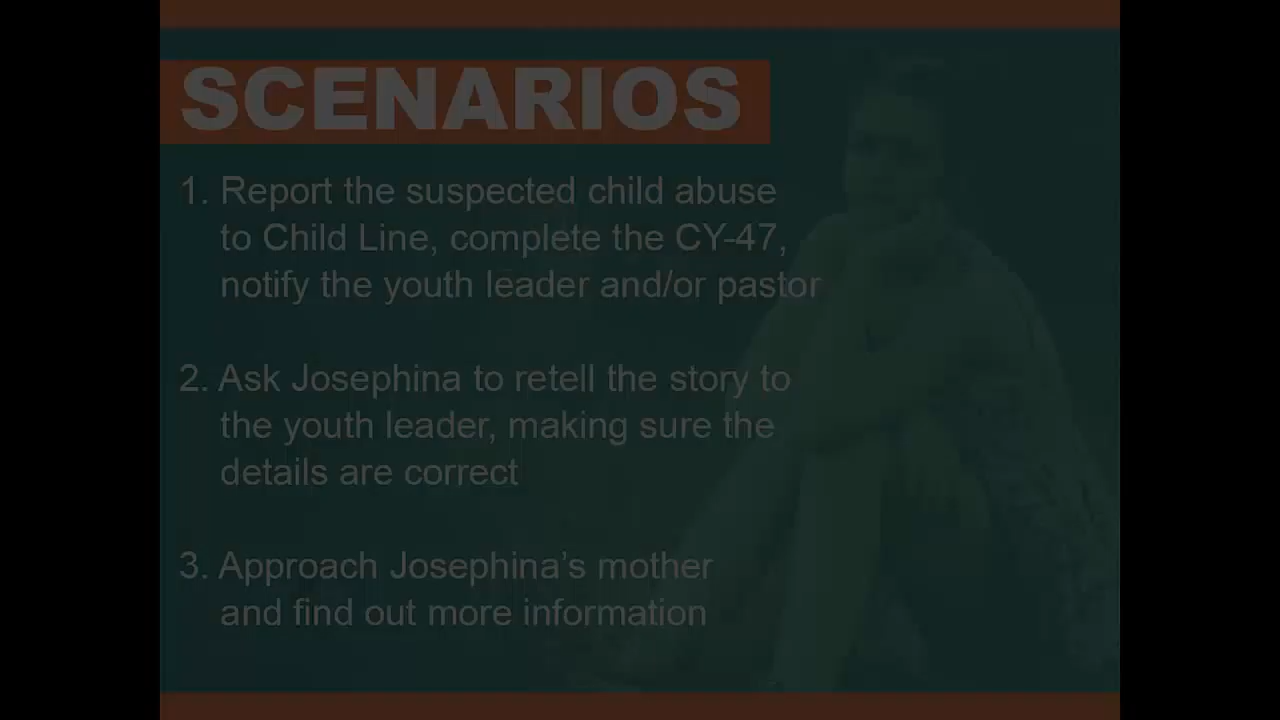 SCENARIOS
1. Report the suspected child abuse
to Child Line, complete the CY-47,
notify the youth leader and/or pastor
2. Ask Josephina to retell the story to
the youth leader, making sure the
details are correct
3. Approach Josephina’s mother
and find out more information